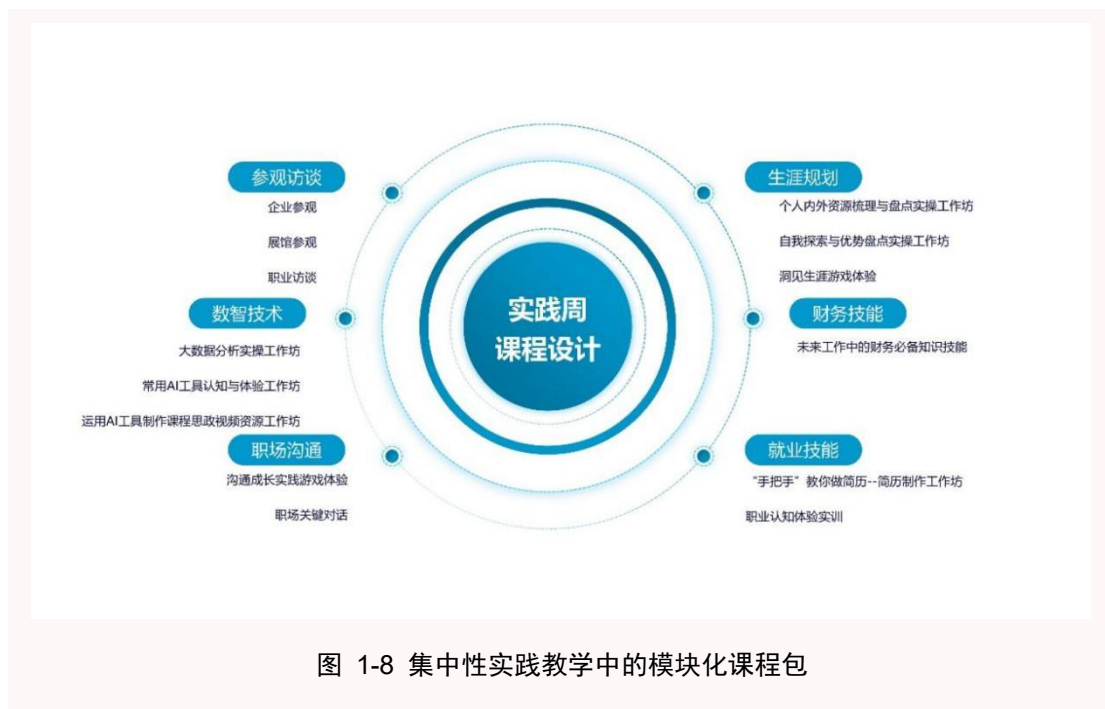 参观访谈
企业参观
展馆参观
职业访谈
数智技术
大数据分析实操工作坊
常用AI工具认知与体验工作坊
运用AI工具制作课程思政视频资源工作坊
职场沟通
沟通成长实践游戏体验
职场关键对话
实践周
课程设计
生涯规划
个人内外资源梳理与盘点实操工作坊
自我探索与优势盘点实操工作坊
洞见生涯游戏体验
财务技能
未来工作中的财务必备知识技能
就业技能
“手把手”教你做简历--简历制作工作坊
职业认知体验实训
图 1-8 集中性实践教学中的模块化课程包